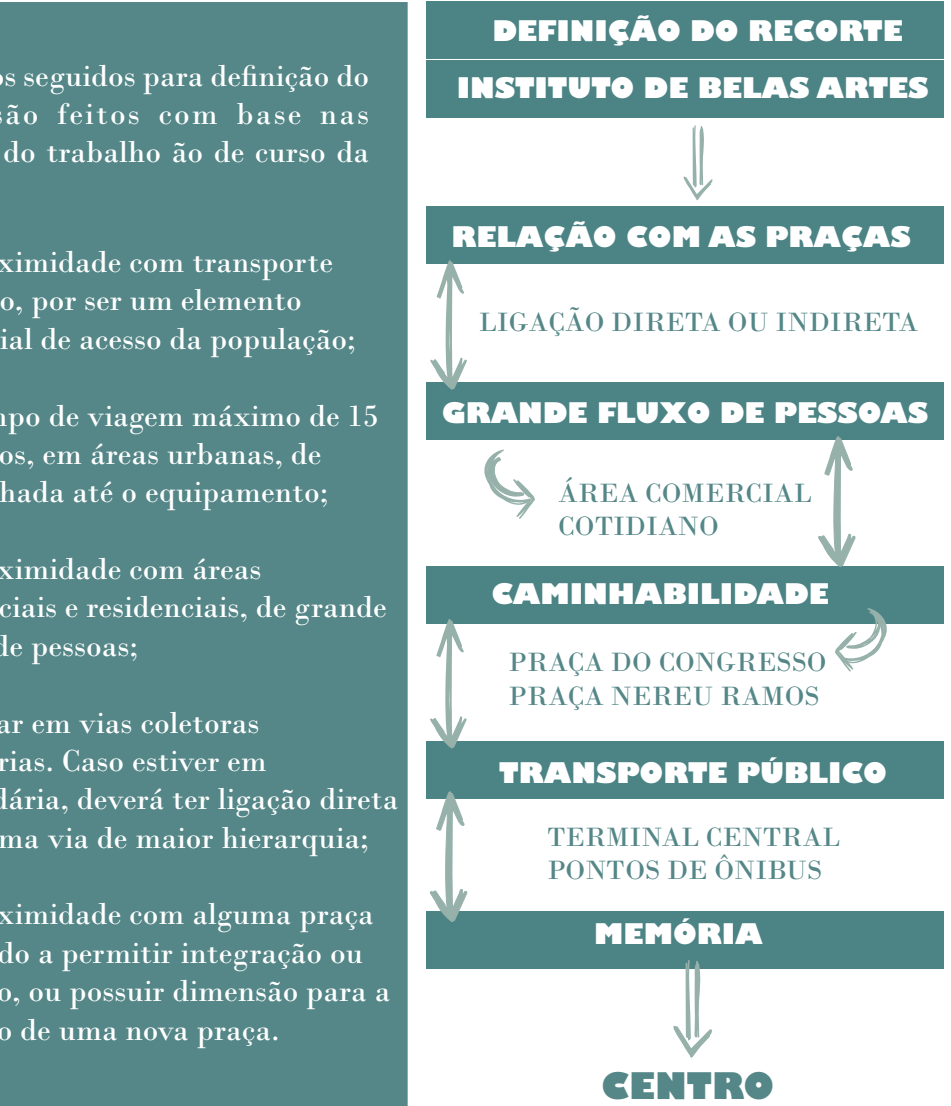 os seguidos para definição do
são feitos com base nas
do trabalho ão de curso da
ximidade com transporte
o, por ser um elemento
ial de acesso da população;
npo de viagem máximo de 15
os, em áreas urbanas, de
hada até o equipamento;
ximidade com áreas
ciais e residenciais, de grande
de pessoas;
ar em vias coletoras
rias. Caso estiver em
dária, deverá ter ligação direta
ma via de maior hierarquia;
ximidade com alguma praça
do a permitir integração ou
o, ou possuir dimensão para a
o de uma nova praça.
DEFINIÇÃO DO RECORTE
INSTITUTO DE BELAS ARTES
RELAÇÃO COM AS PRAÇAS
LIGAÇÃO DIRETA OU INDIRETA
GRANDE FLUXO DE PESSOAS
ÁREA COMERCIAL
COTIDIANO
CAMINHABILIDADE
PRAÇA DO CONGRESSO
PRAÇA NEREU RAMOS
TRANSPORTE PÚBLICO
TERMINAL CENTRAL
PONTOS DE ÔNIBUS
MEMÓRIA
CENTRO